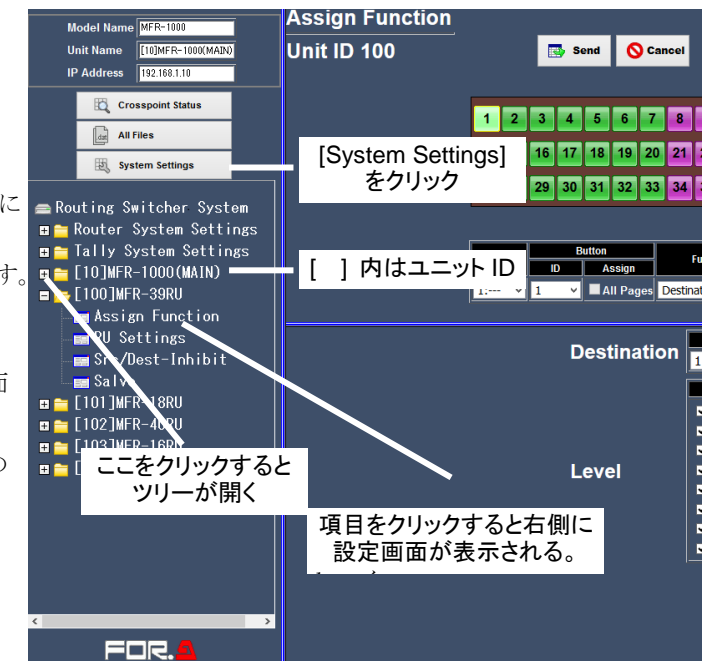 Model Name MFR-1000
Unit Name [10]MFR-1000(MAIN)
IP Address 192.168.1.10
Crosspoint Status
All Files
System Settings
に
す。
面
の
Routing Switcher System
Router System Settings
Tally System Settings
[10]MFR-1000(MAIN)
[100]MFR-39RU
Assign Function
RU Settings
Src/Dest-Inhibit
Salvo
[101]MFR-18RU
[102]MFR-40RU
[103]MFR-16RU
[
ここをクリックすると
ツリーが開く
FOR.A
Assign Function
Unit ID 100
Send
Cancel
1 2 3 4 5 6 7 8
16 17 18 19 20 21
29 30 31 32 33 34
[System Settings]
をクリック
[ ] 内はユニット ID
Button
ID Assign
1:--- 1 All Pages
Destination
Level
項目をクリックすると右側に
設定画面が表示される。